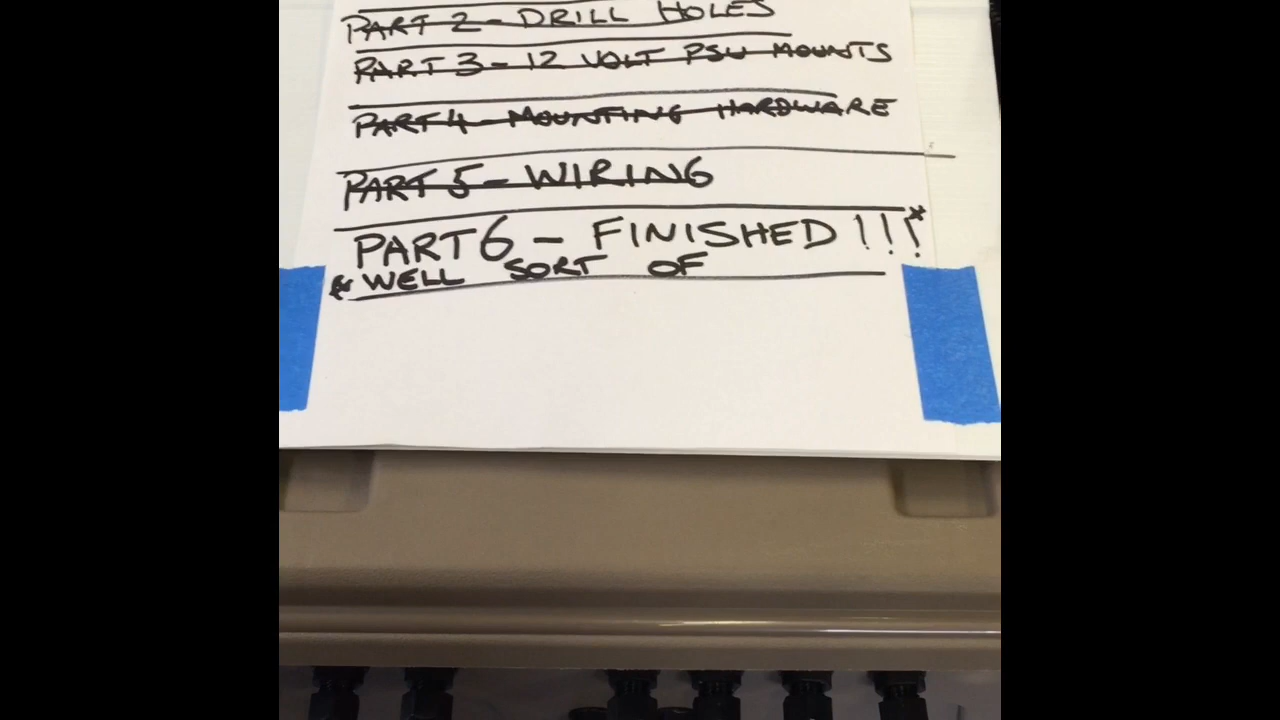 PART 2 - DRILL HOLES
PART 3 - 12 VOLT PSU MOUNTS
PART 4 - MOUNTING HARDWARE
PART 5 - WIRING
PART 6 - FINISHED !!!*
* WELL SORT OF